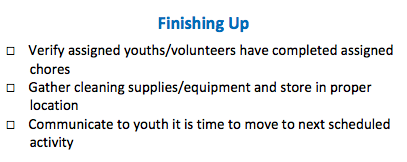 Finishing Up
□ Verify assigned youths/volunteers have completed assigned
chores
□ Gather cleaning supplies/equipment and store in proper
location
□ Communicate to youth it is time to move to next scheduled
activity